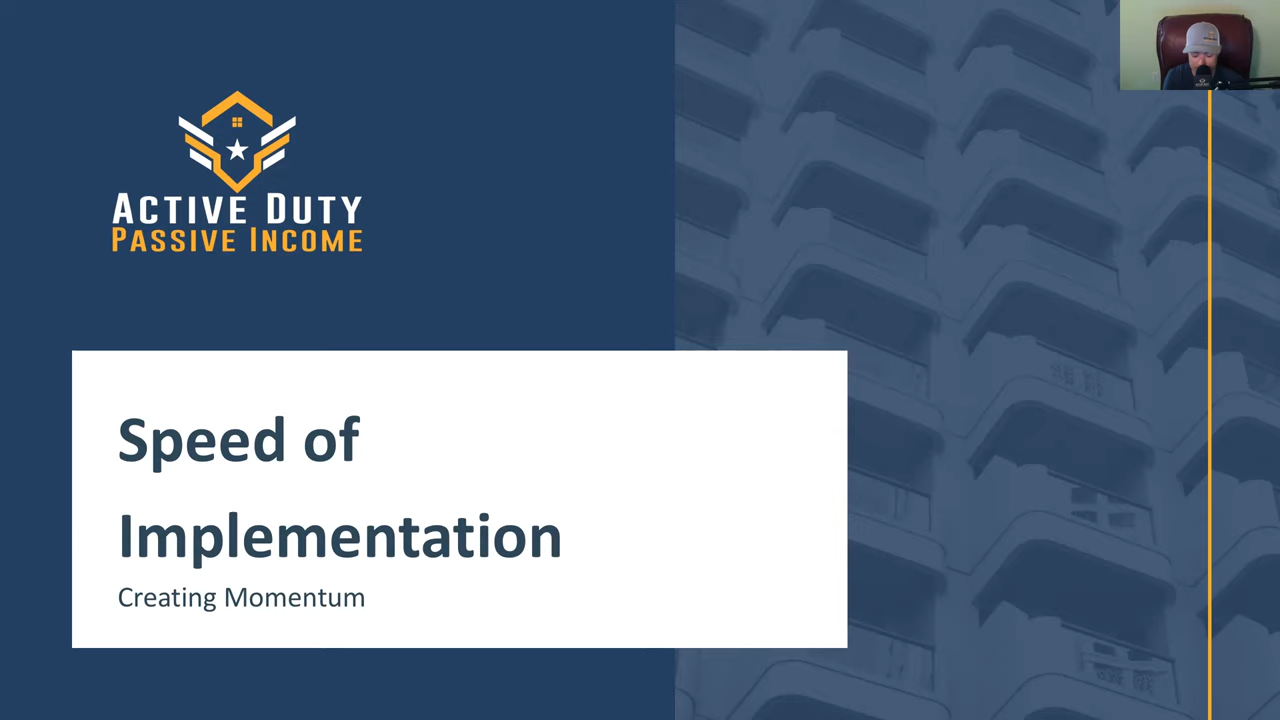 ACTIVE DUTY
PASSIVE INCOME
Speed of
Implementation
Creating Momentum